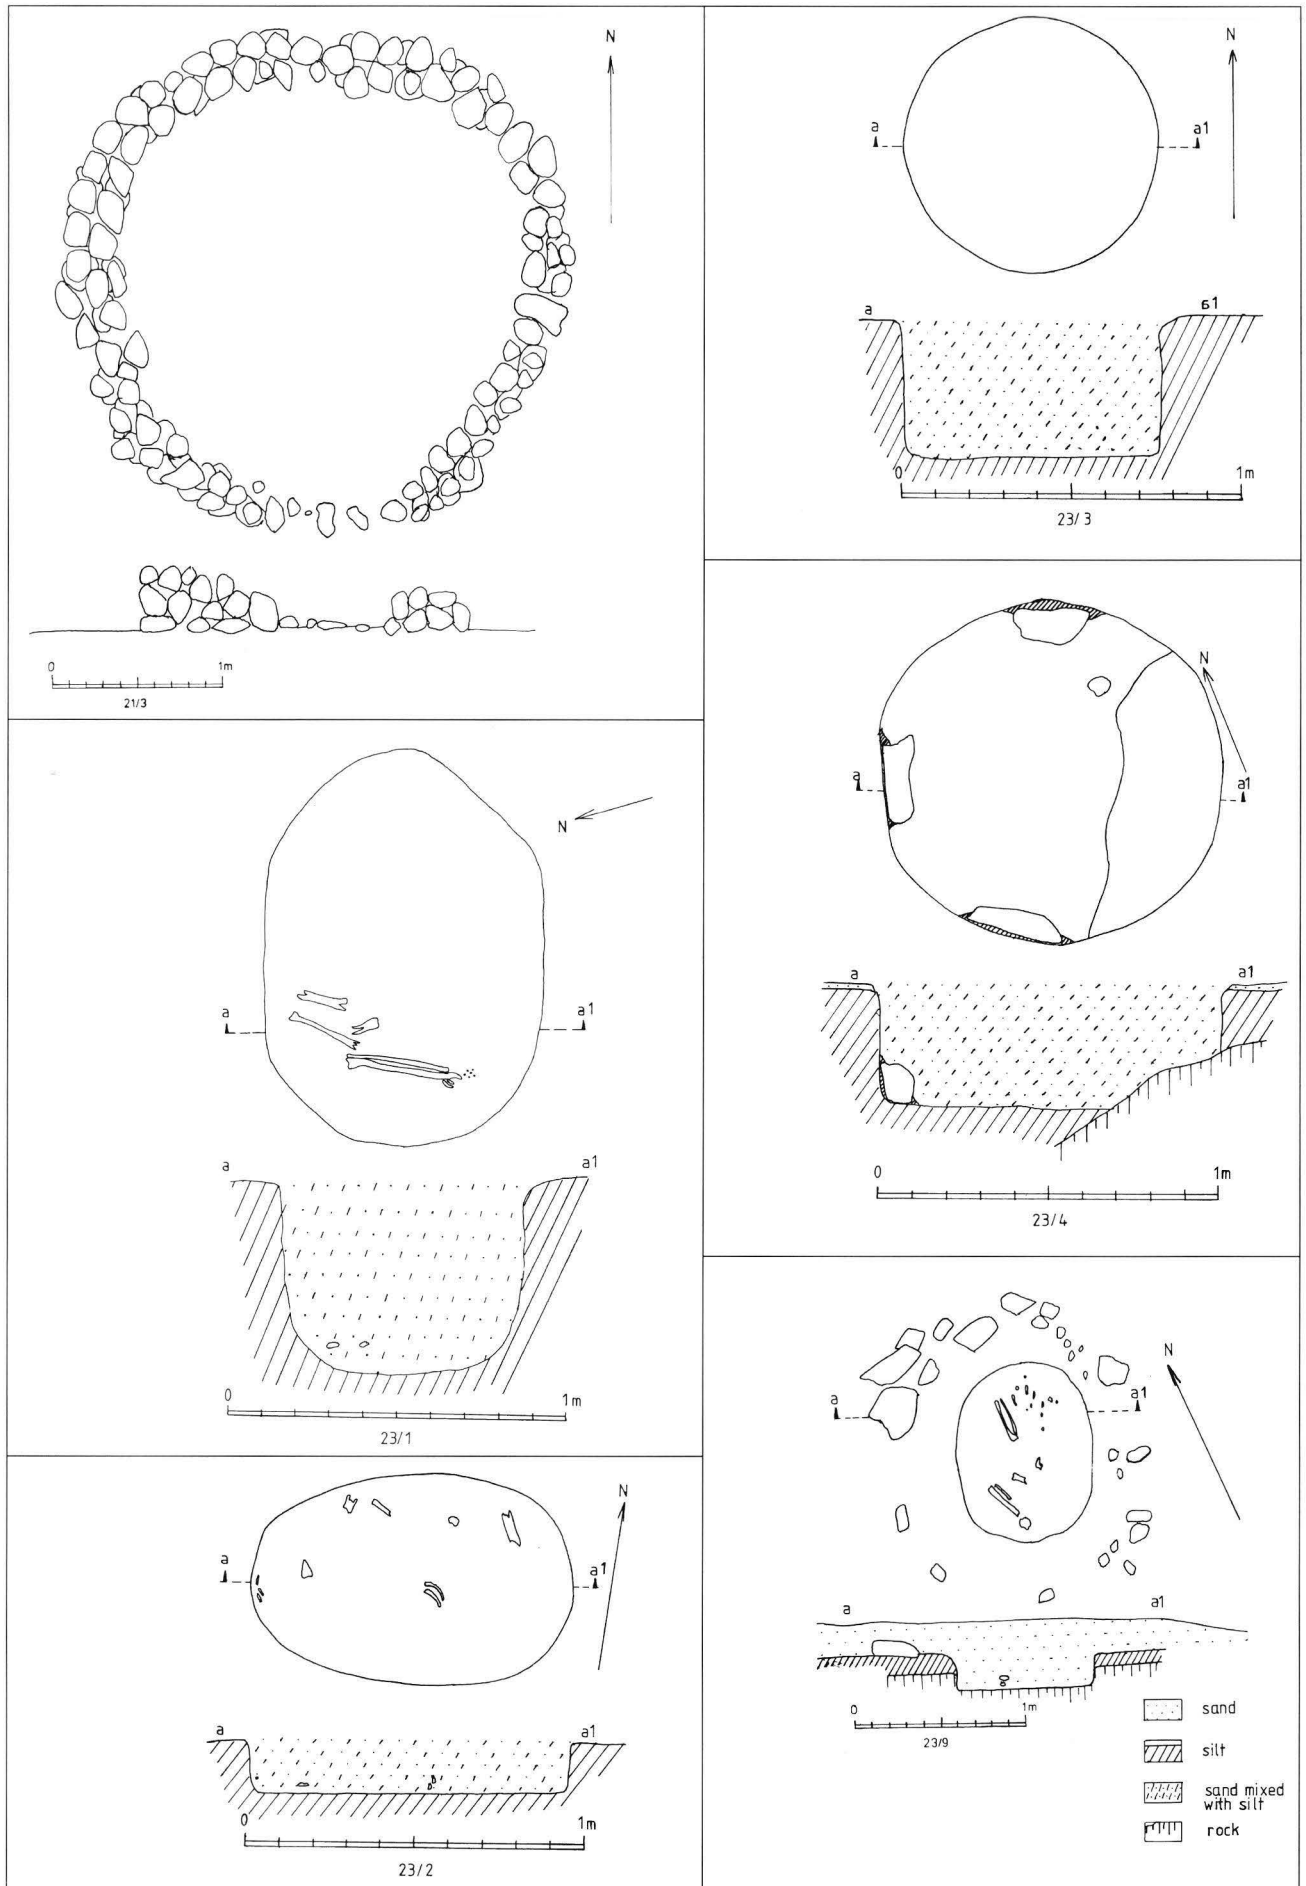 N
0 1m
21/3
N
a a1
a a1
0 1m
23/3
N
a a1
a a1
0 1m
23/1
N
a a1
a a1
0 1m
23/4
N
a a1
a a1
0 1m
23/2
N
a a1
a a1
0 1m
23/9
sand
silt
sand mixed
with silt
rock